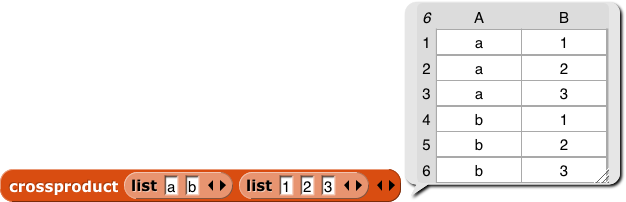 6 A B
1 a 1
2 a 2
3 a 3
4 b 1
5 b 2
6 b 3
crossproduct list a b list 1 2 3